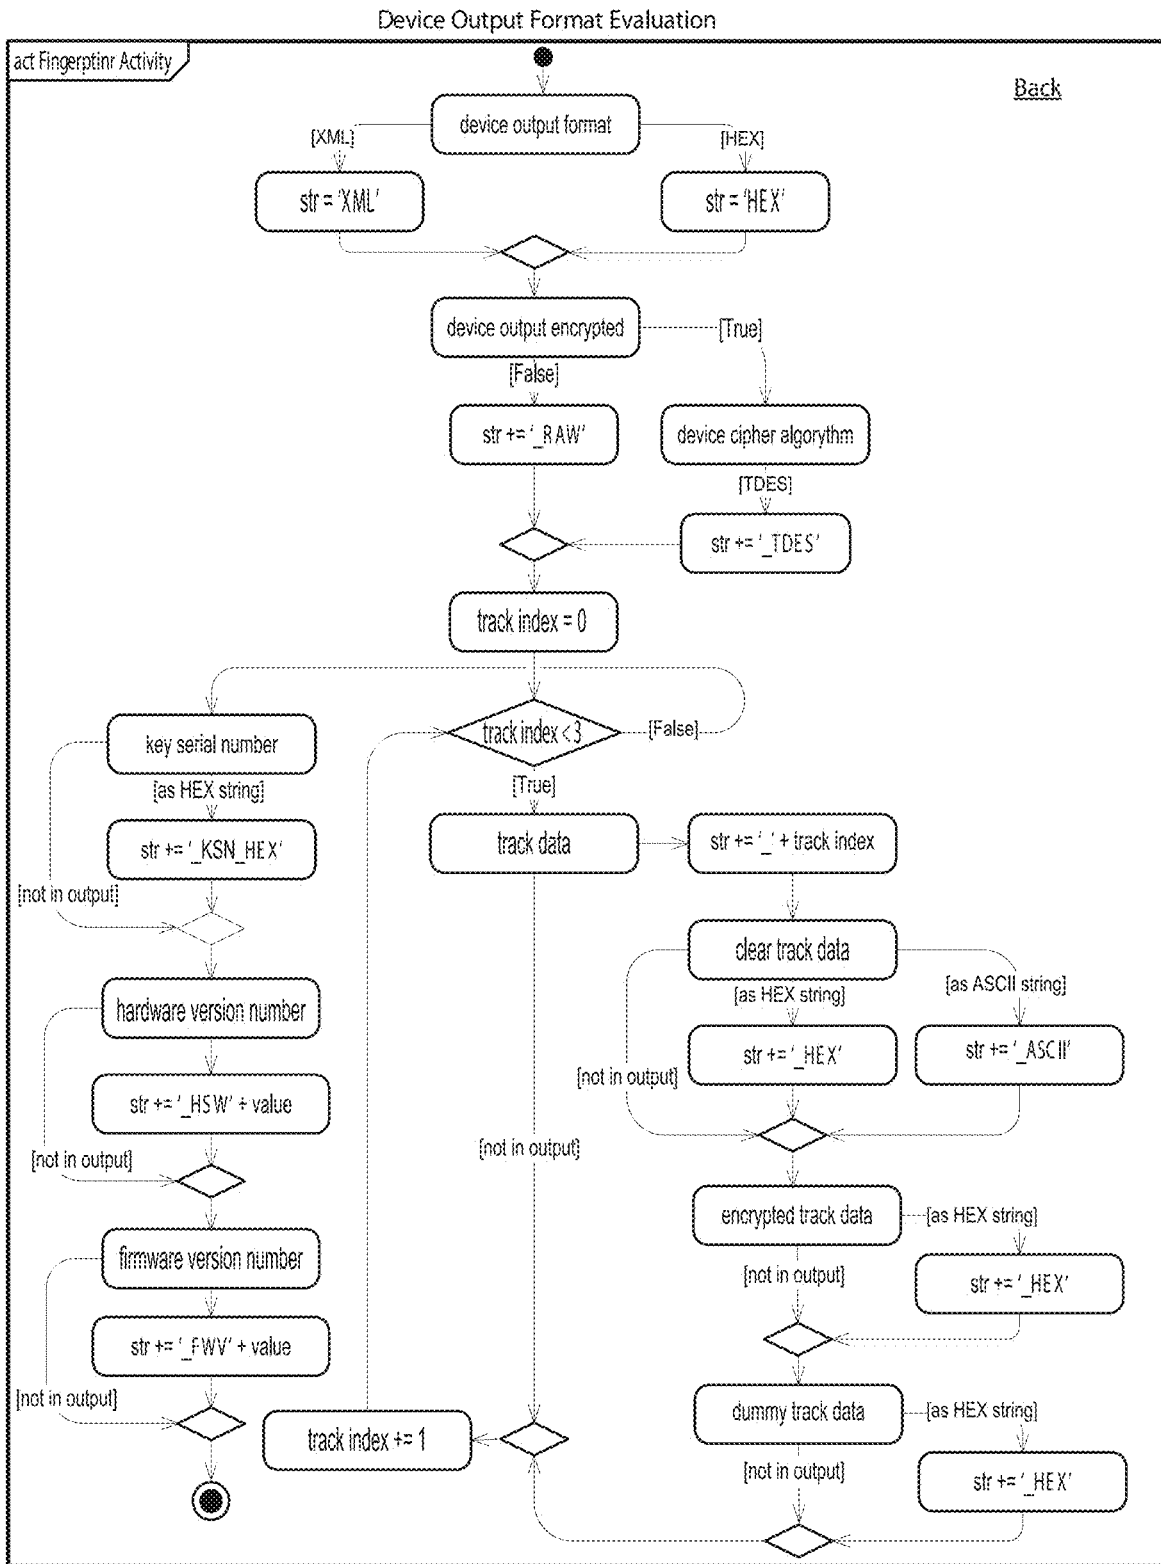 Device Output Format Evaluation
act Fingerptinr Activity
Back
device output format
[XML]
[HEX]
str = ‘XML’
str = ‘HEX’
device output encrypted
[True]
[False]
str += ‘_RAW’
device cipher algorythm
[TDES]
str += ‘_TDES’
track index = 0
track index < 3
[False]
key serial number
[as HEX string]
[True]
track data
str += ‘_’ + track index
str += ‘_KSN_HEX’
[not in output]
clear track data
[as HEX string]
[as ASCII string]
hardware version number
str += ‘_HEX’
str += ‘_ASCII’
[not in output]
str += ‘_HSW’ + value
[not in output]
[not in output]
encrypted track data
[as HEX string]
firmware version number
[not in output]
str += ‘_HEX’
str += ‘_FWV’ + value
[not in output]
dummy track data
[as HEX string]
track index += 1
[not in output]
str += ‘_HEX’